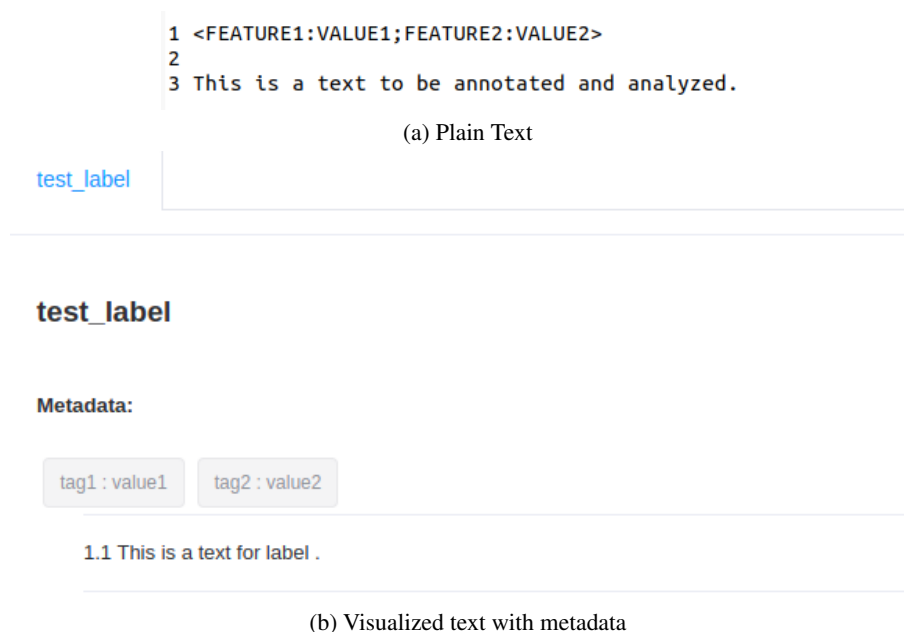 1 <FEATURE1:VALUE1;FEATURE2:VALUE2>
2
3 This is a text to be annotated and analyzed.
(a) Plain Text
test_label
test_label
Metadata:
tag1 : value1 tag2 : value2
1.1 This is a text for label .
(b) Visualized text with metadata